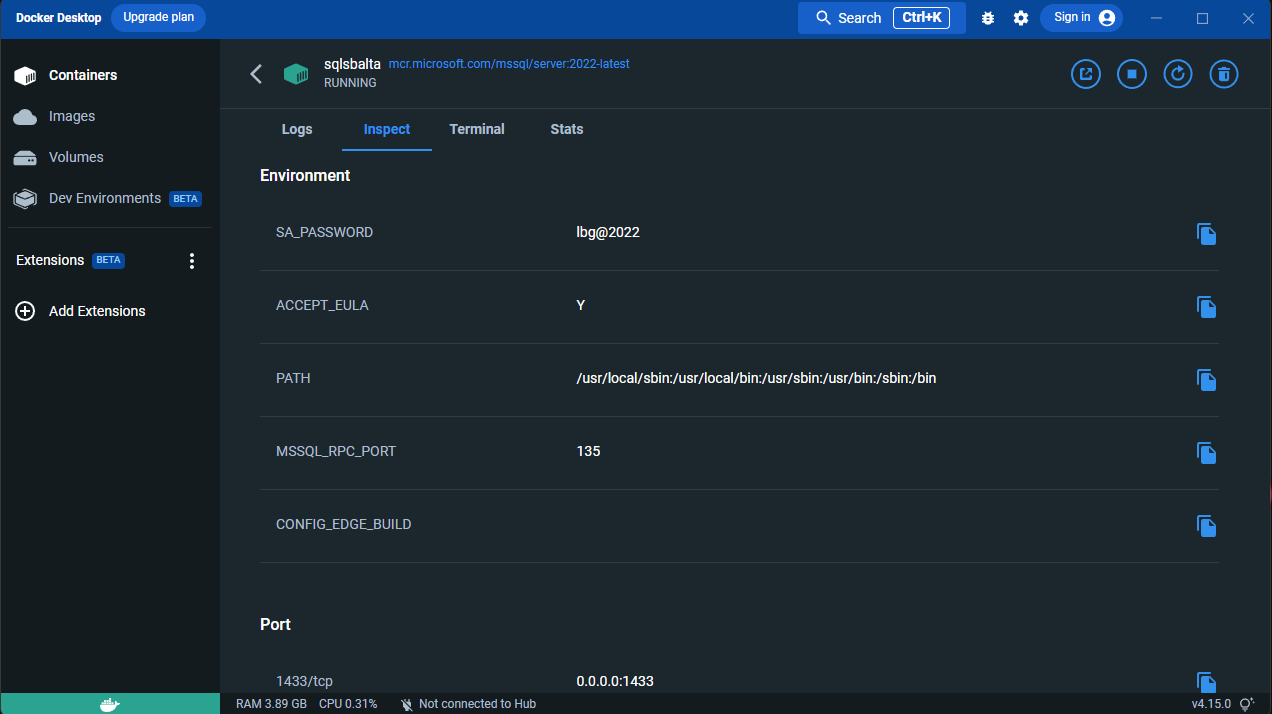 Docker Desktop Upgrade plan Search Ctrl+K Sign in
Containers
Images
Volumes
Dev Environments BETA
Extensions BETA
Add Extensions
sqlsbalta mcr.microsoft.com/mssql/server:2022-latest
RUNNING
Logs Inspect Terminal Stats
Environment
SA_PASSWORD lbg@2022
ACCEPT_EULA Y
PATH /usr/local/sbin:/usr/local/bin:/usr/sbin:/usr/bin:/sbin:/bin
MSSQL_RPC_PORT 135
CONFIG_EDGE_BUILD
Port
1433/tcp 0.0.0.0:1433
RAM 3.89 GB CPU 0.31% Not connected to Hub v4.15.0